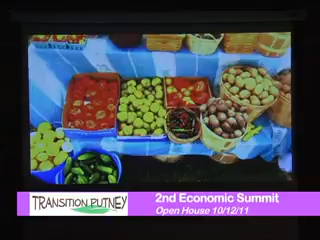 TRANSITION PUTNEY
2nd Economic Summit
Open House 10/12/11